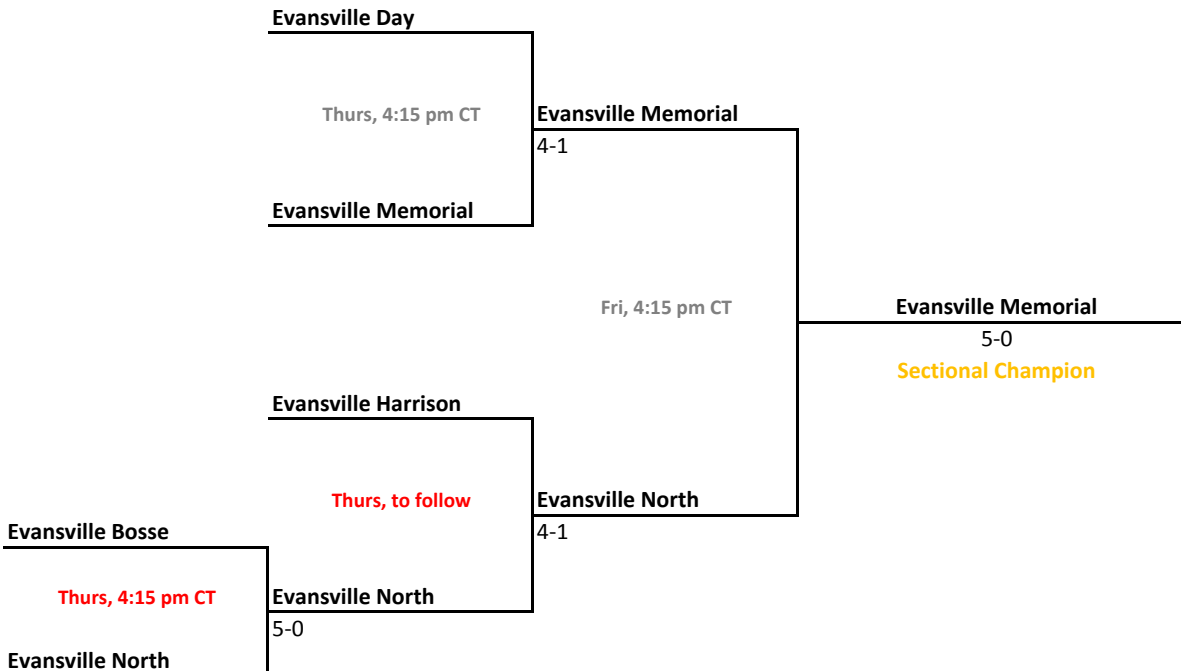 Evansville Day
Thurs, 4:15 pm CT
Evansville Memorial
4-1
Evansville Memorial
Fri, 4:15 pm CT
Evansville Memorial
5-0
Sectional Champion
Evansville Harrison
Thurs, to follow
Evansville North
4-1
Evansville Bosse
Thurs, 4:15 pm CT
Evansville North
5-0
Evansville North